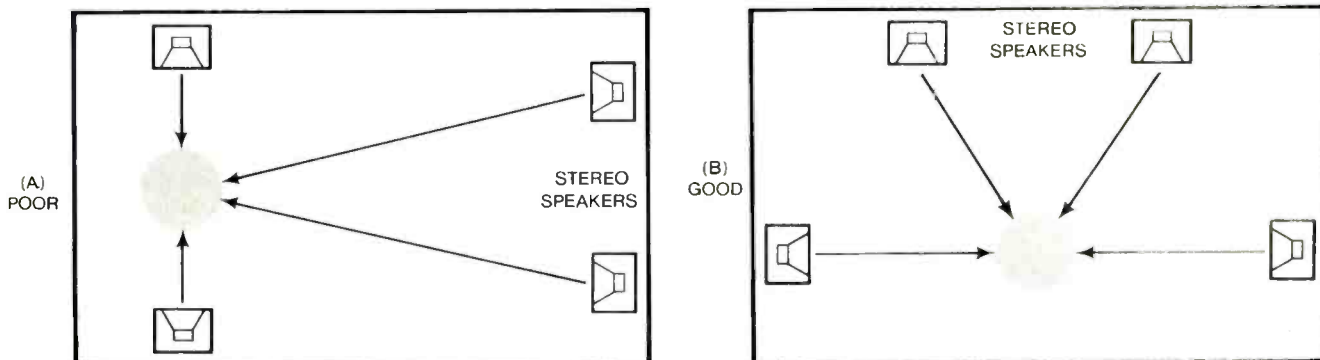 (A)
POOR
STEREO
SPEAKERS
(B)
GOOD
STEREO
SPEAKERS